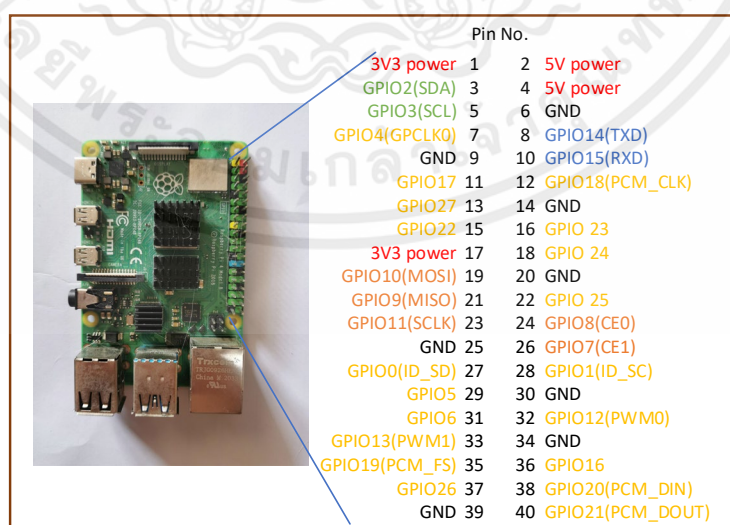 Pin No.
3V3 power 1 2 5V power
GPIO2(SDA) 3 4 5V power
GPIO3(SCL) 5 6 GND
GPIO4(GPCLK0) 7 8 GPIO14(TXD)
GND 9 10 GPIO15(RXD)
GPIO17 11 12 GPIO18(PCM_CLK)
GPIO27 13 14 GND
GPIO22 15 16 GPIO 23
3V3 power 17 18 GPIO 24
GPIO10(MOSI) 19 20 GND
GPIO9(MISO) 21 22 GPIO 25
GPIO11(SCLK) 23 24 GPIO8(CE0)
GND 25 26 GPIO7(CE1)
GPIO0(ID_SD) 27 28 GPIO1(ID_SC)
GPIO5 29 30 GND
GPIO6 31 32 GPIO12(PWM0)
GPIO13(PWM1) 33 34 GND
GPIO19(PCM_FS) 35 36 GPIO16
GPIO26 37 38 GPIO20(PCM_DIN)
GND 39 40 GPIO21(PCM_DOUT)
HDMI